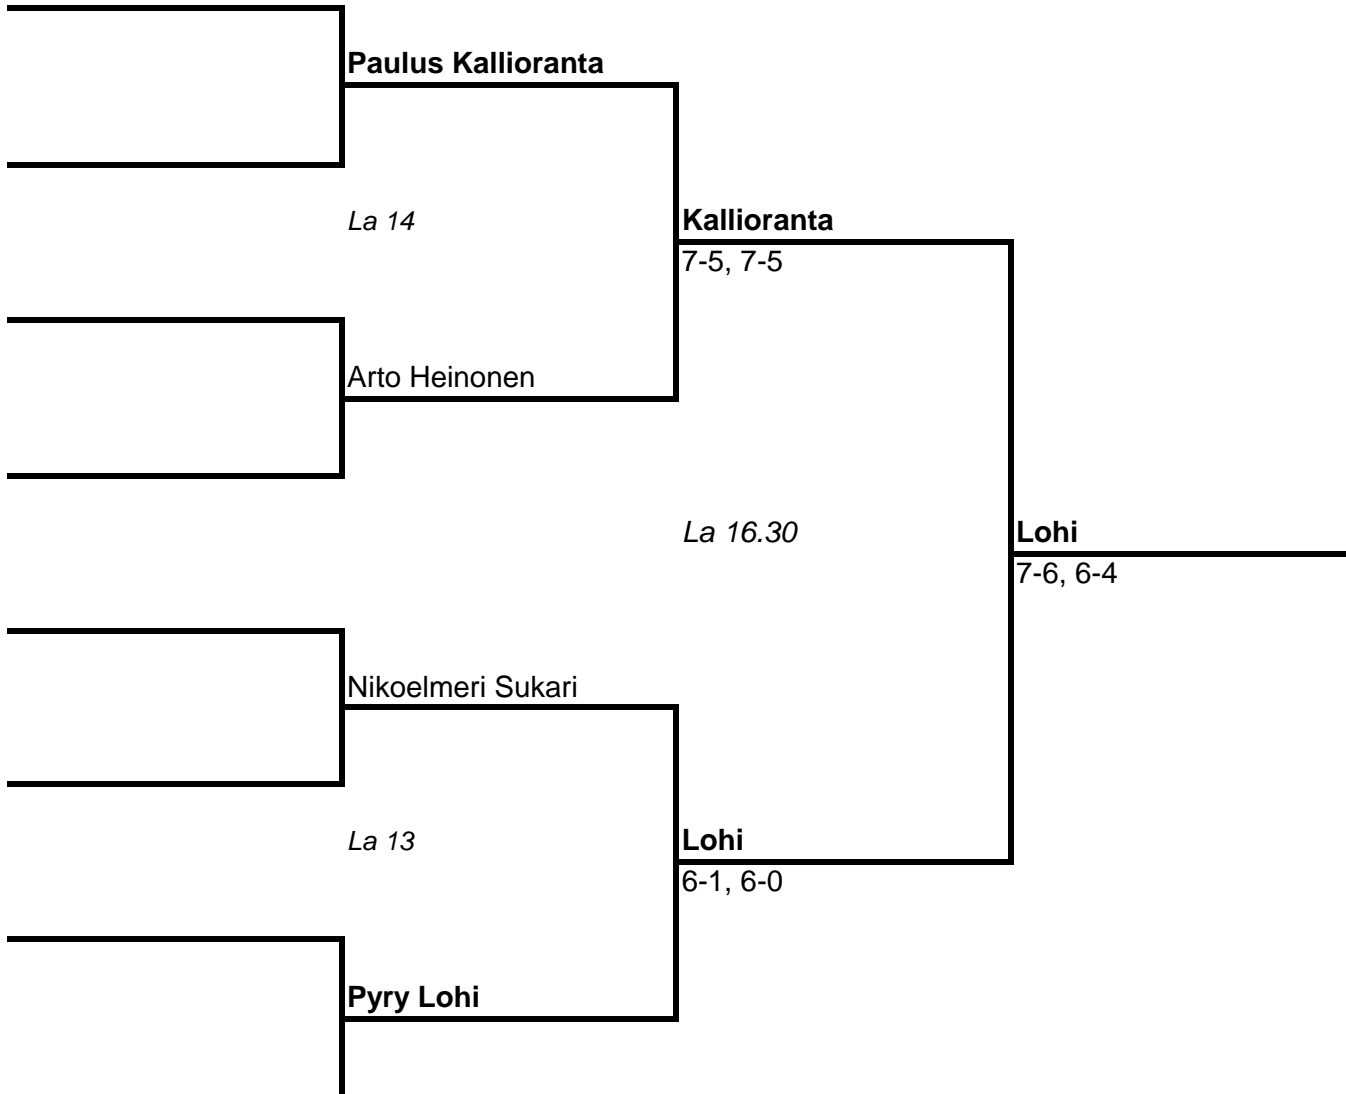 Paulus Kallioranta
La 14
Kallioranta
7-5, 7-5
Arto Heinonen
La 16.30
Lohi
7-6, 6-4
Nikoelmeri Sukari
La 13
Lohi
6-1, 6-0
Pyry Lohi